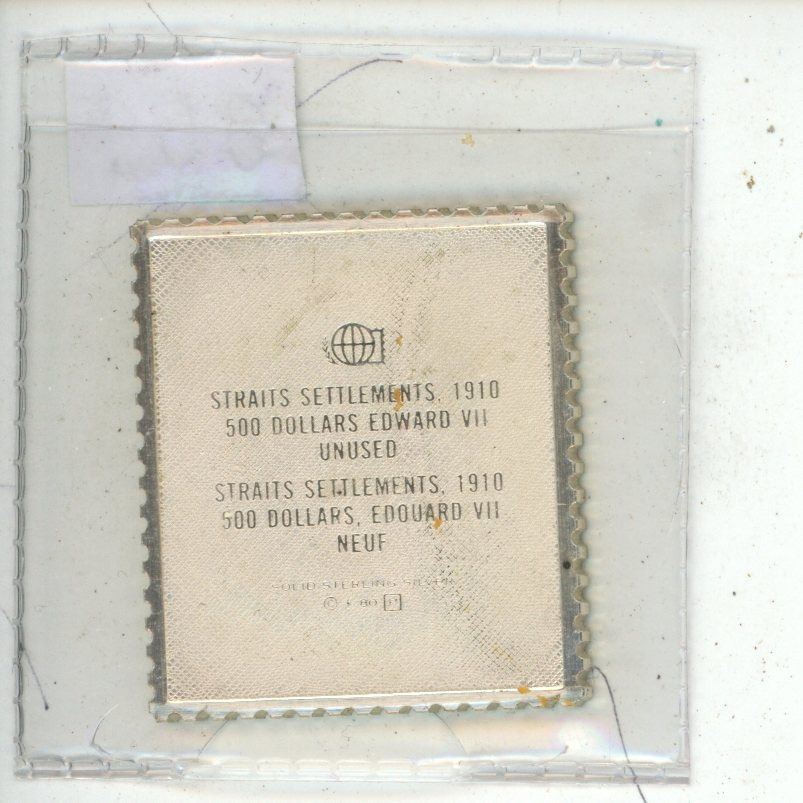 STRAITS SETTLEMENTS, 1910
500 DOLLARS EDWARD VII
UNUSED
STRAITS SETTLEMENTS, 1910
500 DOLLARS, EDOUARD VII
NEUF
SOLID STERLING SILVER
© 80 P